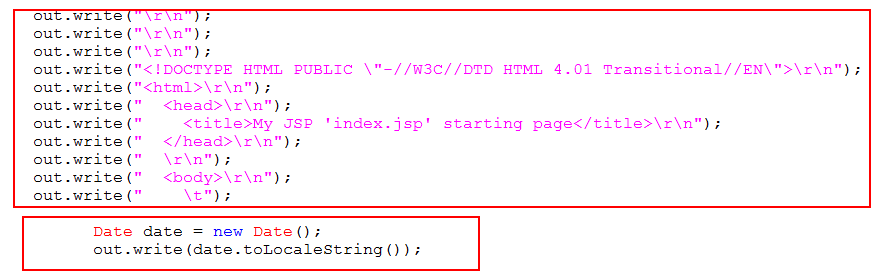 out.write("\r\n");
out.write("\r\n");
out.write("\r\n");
out.write("<!DOCTYPE HTML PUBLIC \"-//W3C//DTD HTML 4.01 Transitional//EN\">\r\n");
out.write("<html>\r\n");
out.write("  <head>\r\n");
out.write("    <title>My JSP 'index.jsp' starting page</title>\r\n");
out.write("  </head>\r\n");
out.write("  \r\n");
out.write("  <body>\r\n");
out.write("    \t");
Date date = new Date();
out.write(date.toLocaleString());